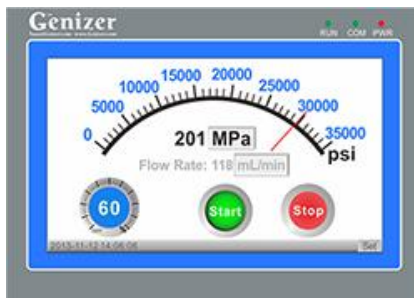 Genizer
RUN COM PWR
0 5000 10000 15000 20000 25000 30000 35000
psi
201 MPa
Flow Rate: 118 mL/min
60
Start
Stop
2013-11-12 14:06:06
Set